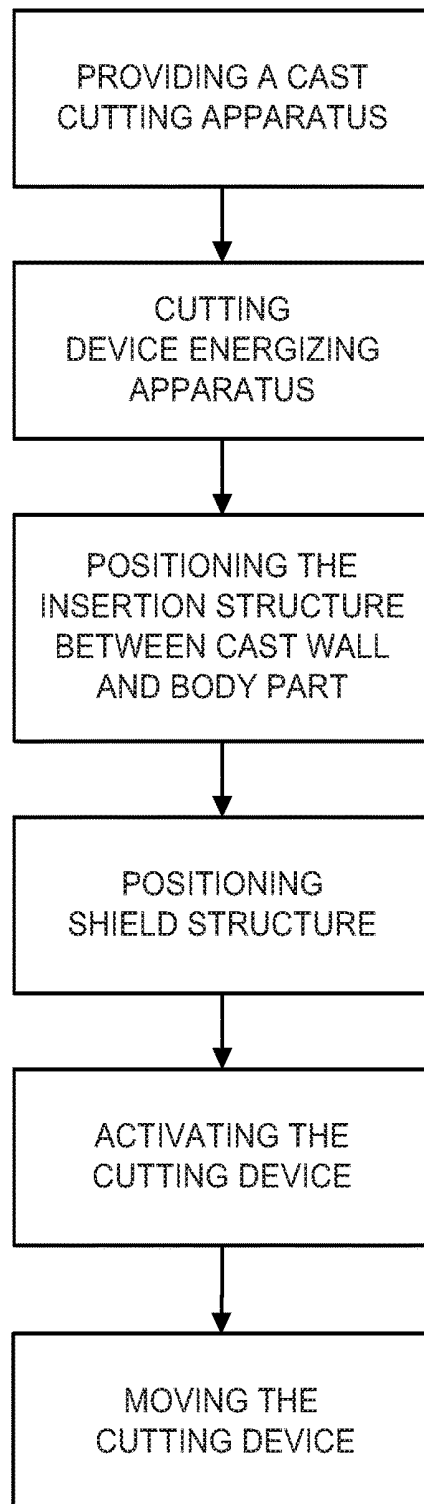 PROVIDING A CAST
CUTTING APPARATUS
CUTTING
DEVICE ENERGIZING
APPARATUS
POSITIONING THE
INSERTION STRUCTURE
BETWEEN CAST WALL
AND BODY PART
POSITIONING
SHIELD STRUCTURE
ACTIVATING THE
CUTTING DEVICE
MOVING THE
CUTTING DEVICE